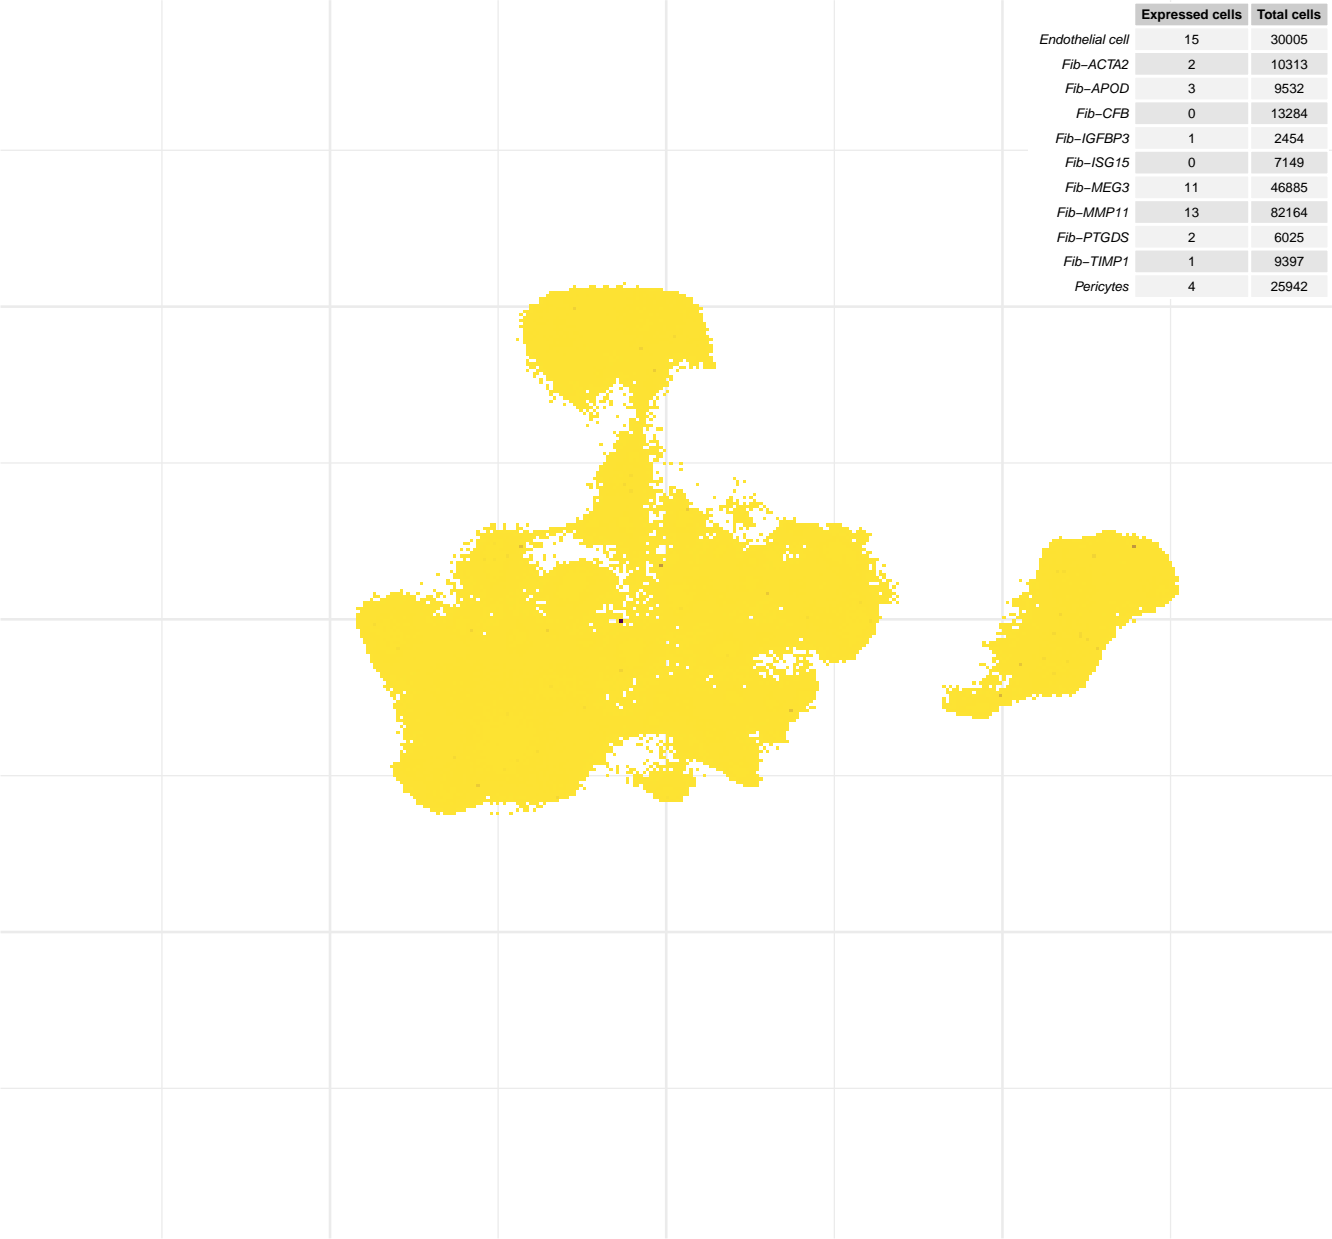 Expressed cells Total cells
Endothelial cell 15 30005
Fib−ACTA2 2 10313
Fib−APOD 3 9532
Fib−CFB 0 13284
Fib−IGFBP3 1 2454
Fib−ISG15 0 7149
Fib−MEG3 11 46885
Fib−MMP11 13 82164
Fib−PTGDS 2 6025
Fib−TIMP1 1 9397
Pericytes 4 25942